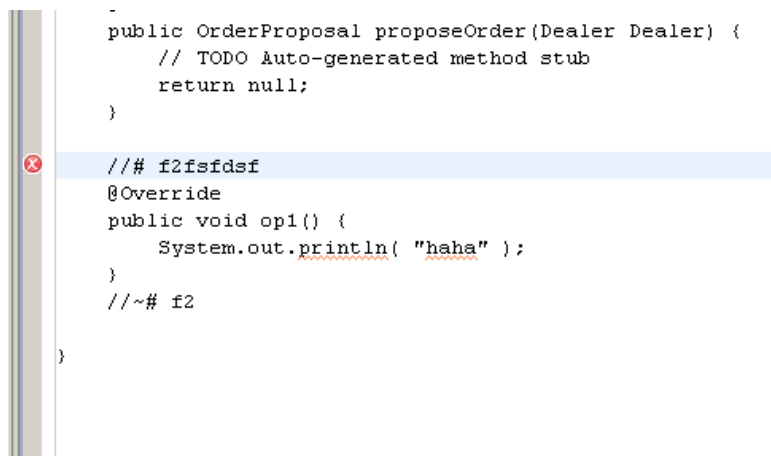 public OrderProposal proposeOrder(Dealer Dealer) {
// TODO Auto-generated method stub
return null;
}
//# f2fsfdsf
@Override
public void op1() {
System.out.println( "haha" );
}
//~# f2
}